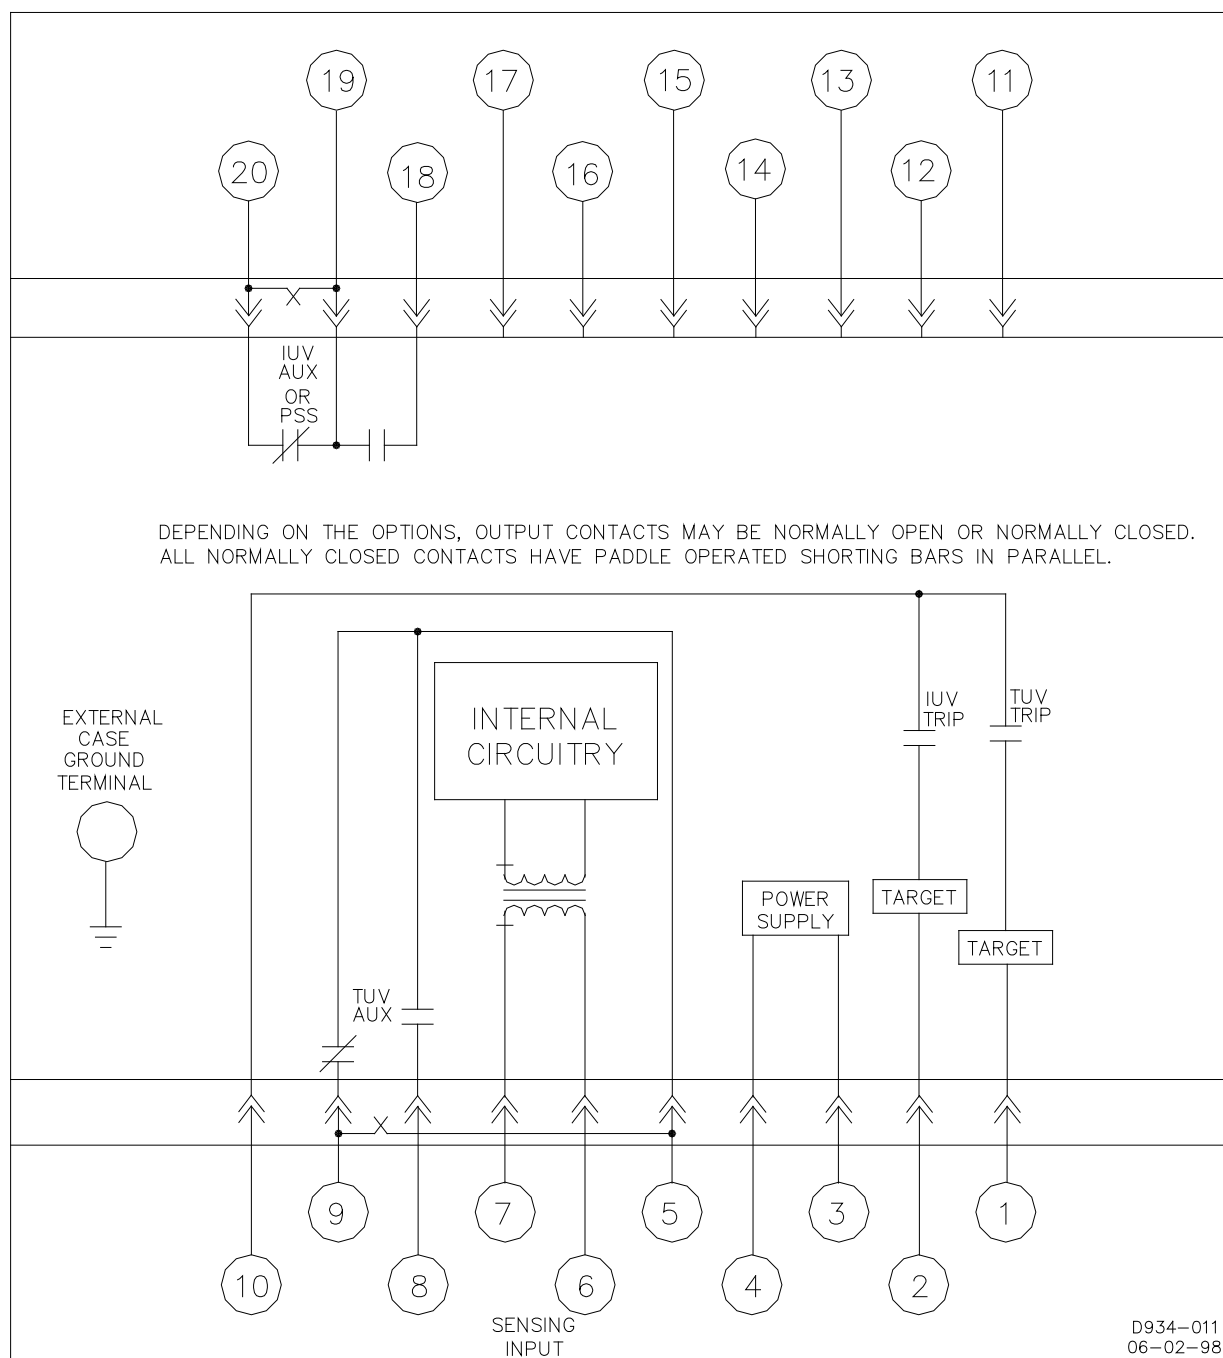 19
17
15
13
11
20
18
16
14
12
IUV
AUX
OR
PSS
DEPENDING ON THE OPTIONS, OUTPUT CONTACTS MAY BE NORMALLY OPEN OR NORMALLY CLOSED.
ALL NORMALLY CLOSED CONTACTS HAVE PADDLE OPERATED SHORTING BARS IN PARALLEL.
EXTERNAL
CASE
GROUND
TERMINAL
INTERNAL
CIRCUITRY
IUV
TRIP
TUV
TRIP
POWER
SUPPLY
TARGET
TARGET
TUV
AUX
9
7
5
3
1
10
8
6
4
2
SENSING
INPUT
D934-011
06-02-98